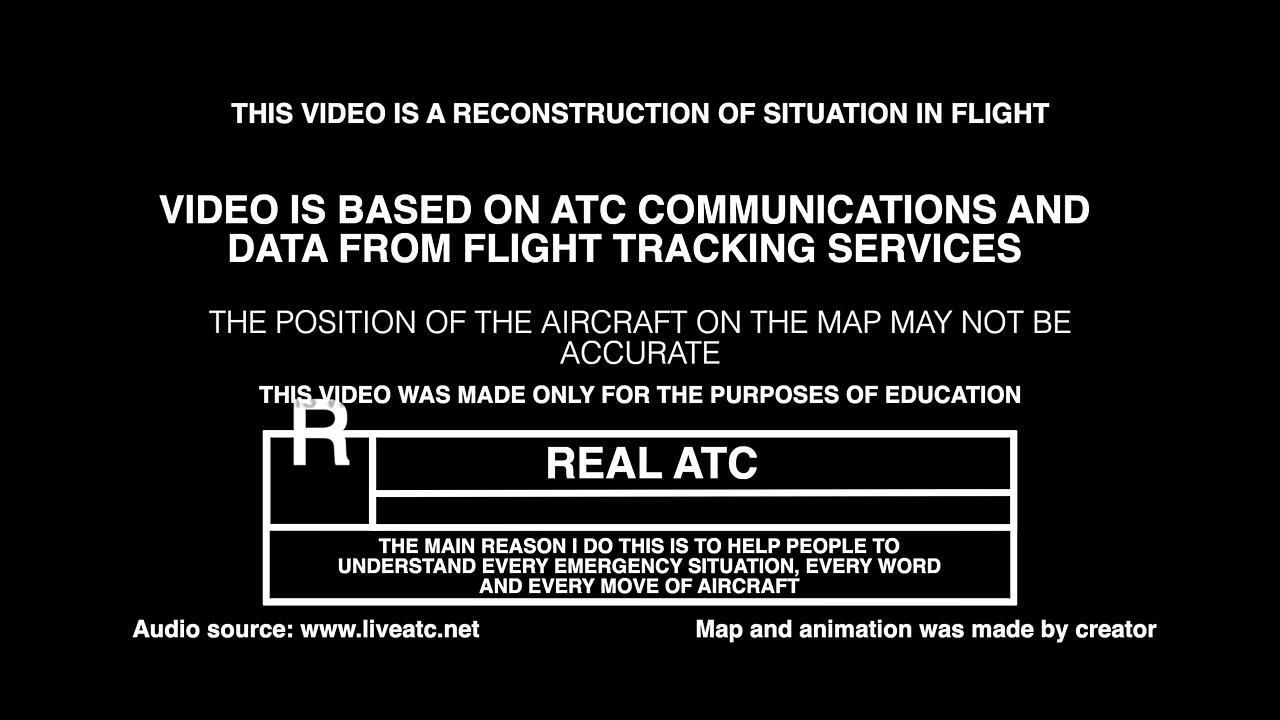 THIS VIDEO IS A RECONSTRUCTION OF SITUATION IN FLIGHT
VIDEO IS BASED ON ATC COMMUNICATIONS AND
DATA FROM FLIGHT TRACKING SERVICES
THE POSITION OF THE AIRCRAFT ON THE MAP MAY NOT BE
ACCURATE
THIS VIDEO WAS MADE ONLY FOR THE PURPOSES OF EDUCATION
R
REAL ATC
THE MAIN REASON I DO THIS IS TO HELP PEOPLE TO
UNDERSTAND EVERY EMERGENCY SITUATION, EVERY WORD
AND EVERY MOVE OF AIRCRAFT
Audio source: www.liveatc.net
Map and animation was made by creator